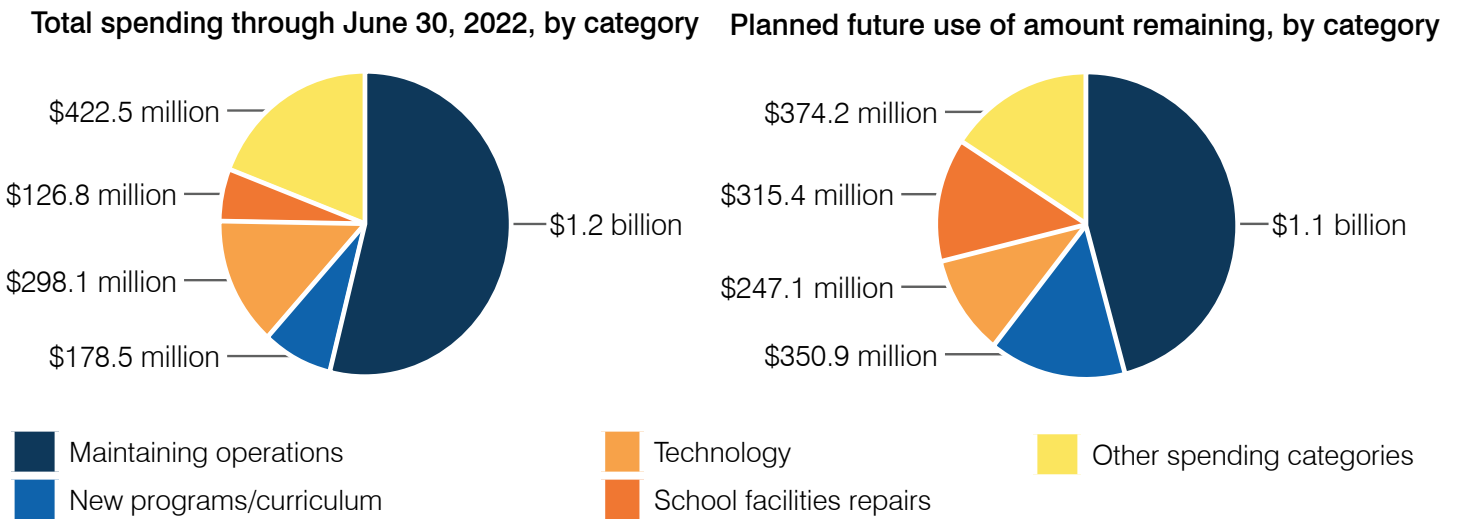 Total spending through June 30, 2022, by category
$422.5 million
$126.8 million
$298.1 million
$178.5 million
$1.2 billion
Planned future use of amount remaining, by category
$374.2 million
$315.4 million
$247.1 million
$350.9 million
$1.1 billion
Maintaining operations
New programs/curriculum
Technology
School facilities repairs
Other spending categories